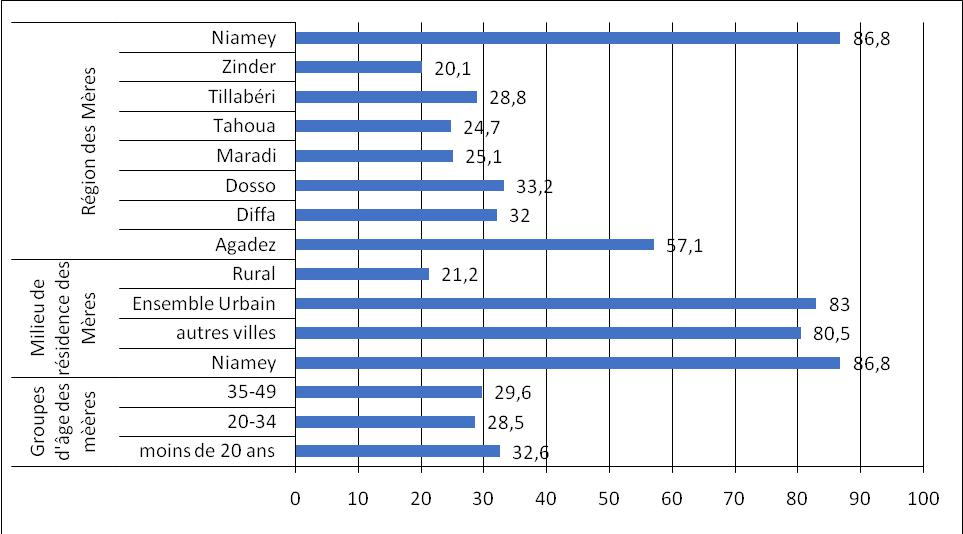 Région des Mères
Niamey 86,8
Zinder 20,1
Tillabéri 28,8
Tahoua 24,7
Maradi 25,1
Dosso 33,2
Diffa 32
Agadez 57,1
Milieu de
résidence des
Mères
Rural 21,2
Ensemble Urbain 83
autres villes 80,5
Niamey 86,8
Groupes
d'âge des
mèères
35-49 29,6
20-34 28,5
moins de 20 ans 32,6
0 10 20 30 40 50 60 70 80 90 100